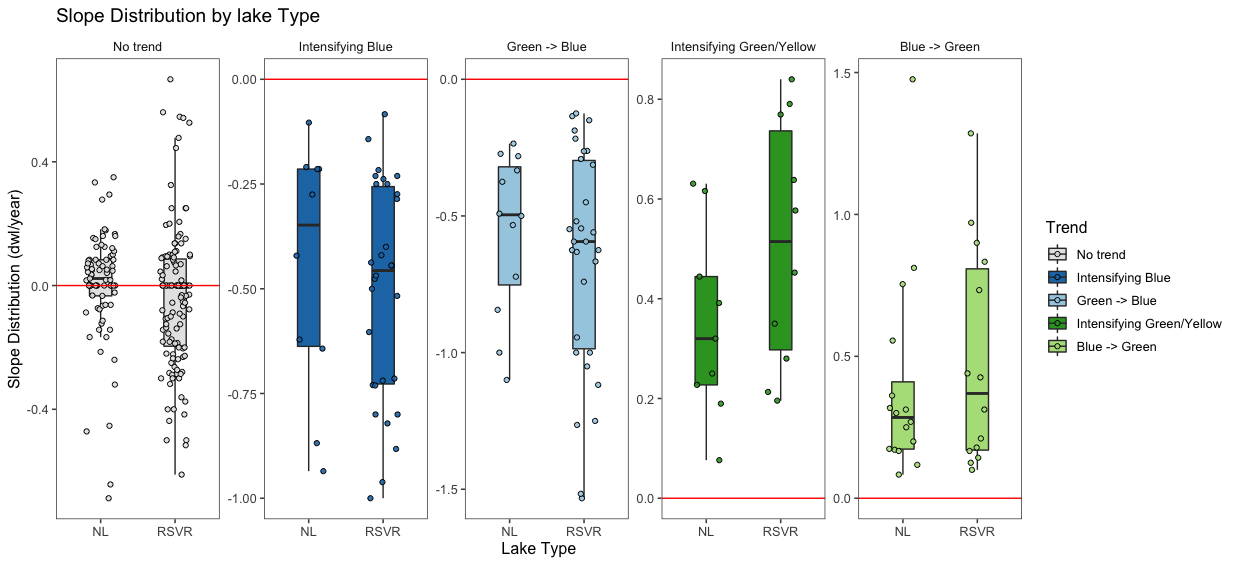 Slope Distribution by lake Type
No trend
Intensifying Blue
Green -> Blue
Intensifying Green/Yellow
Blue -> Green
Slope Distribution (dwl/year)
0.4
0.0
-0.4
0.00
-0.25
-0.50
-0.75
-1.00
0.0
-0.5
-1.0
-1.5
0.8
0.6
0.4
0.2
0.0
1.5
1.0
0.5
0.0
NL RSVR
NL RSVR
NL RSVR
NL RSVR
NL RSVR
Lake Type
Trend
No trend
Intensifying Blue
Green -> Blue
Intensifying Green/Yellow
Blue -> Green